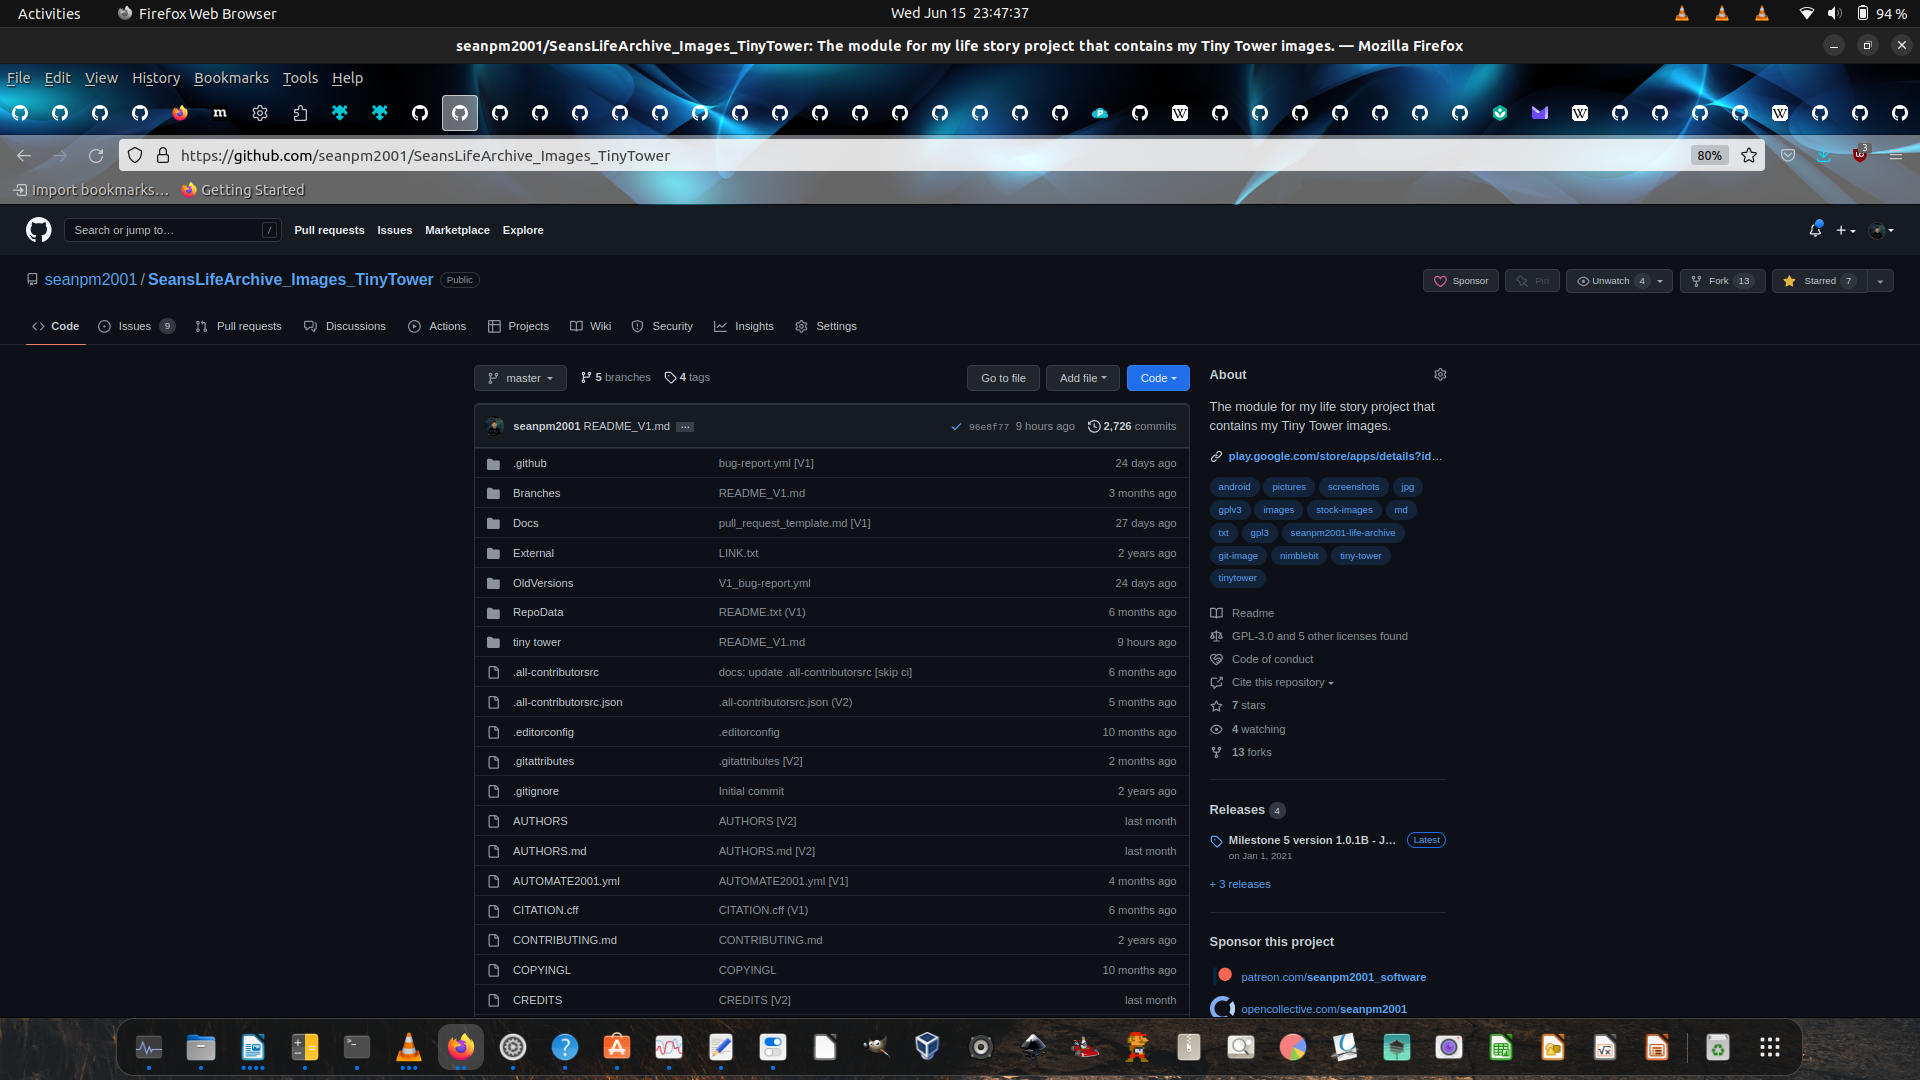 Activities
Firefox Web Browser
Wed Jun 15 23:47:37
94 %
seanpm2001/SeansLifeArchive_Images_TinyTower: The module for my life story project that contains my Tiny Tower images. — Mozilla Firefox
File Edit View History Bookmarks Tools Help
https://github.com/seanpm2001/SeansLifeArchive_Images_TinyTower
80%
3
Import bookmarks…
Getting Started
Search or jump to…
/
Pull requests Issues Marketplace Explore
seanpm2001 / SeansLifeArchive_Images_TinyTower Public
Sponsor
Pin
Unwatch 4
Fork 13
Starred 7
Code
Issues 9
Pull requests
Discussions
Actions
Projects
Wiki
Security
Insights
Settings
master
5 branches
4 tags
Go to file
Add file
Code
seanpm2001 README_V1.md ...
96e8f77 9 hours ago
2,726 commits
.github bug-report.yml [V1] 24 days ago
Branches README_V1.md 3 months ago
Docs pull_request_template.md [V1] 27 days ago
External LINK.txt 2 years ago
OldVersions V1_bug-report.yml 24 days ago
RepoData README.txt (V1) 6 months ago
tiny tower README_V1.md 9 hours ago
.all-contributorsrc docs: update .all-contributorsrc [skip ci] 6 months ago
.all-contributorsrc.json .all-contributorsrc.json (V2) 5 months ago
.editorconfig .editorconfig 10 months ago
.gitattributes .gitattributes [V2] 2 months ago
.gitignore Initial commit 2 years ago
AUTHORS AUTHORS [V2] last month
AUTHORS.md AUTHORS.md [V2] last month
AUTOMATE2001.yml AUTOMATE2001.yml [V1] 4 months ago
CITATION.cff CITATION.cff (V1) 6 months ago
CONTRIBUTING.md CONTRIBUTING.md 2 years ago
COPYINGL COPYINGL 10 months ago
CREDITS CREDITS [V2] last month
About
The module for my life story project that
contains my Tiny Tower images.
play.google.com/store/apps/details?id…
android pictures screenshots jpg
gplv3 images stock-images md
txt gpl3 seanpm2001-life-archive
git-image nimblebit tiny-tower
tinytower
Readme
GPL-3.0 and 5 other licenses found
Code of conduct
Cite this repository
7 stars
4 watching
13 forks
Releases 4
Milestone 5 version 1.0.1B - J… Latest
on Jan 1, 2021
+ 3 releases
Sponsor this project
patreon.com/seanpm2001_software
opencollective.com/seanpm2001